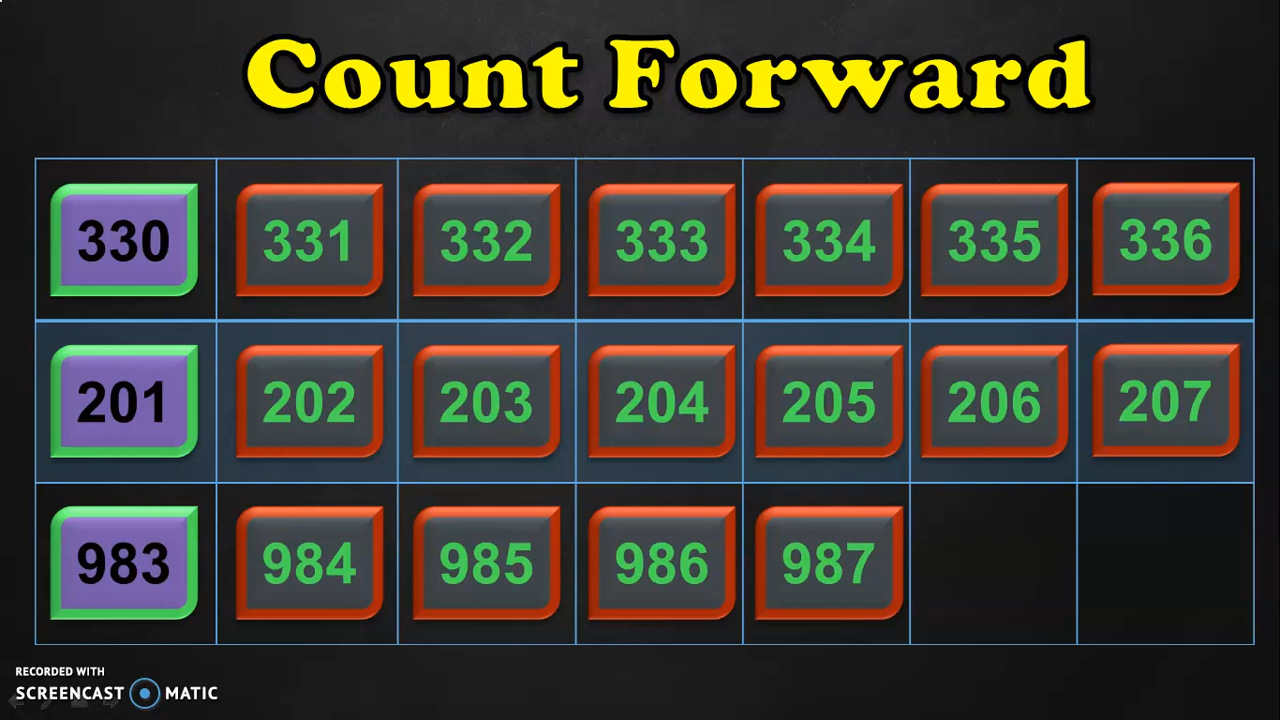 Count Forward
330 331 332 333 334 335 336
201 202 203 204 205 206 207
983 984 985 986 987
RECORDED WITH
SCREENCAST MATIC